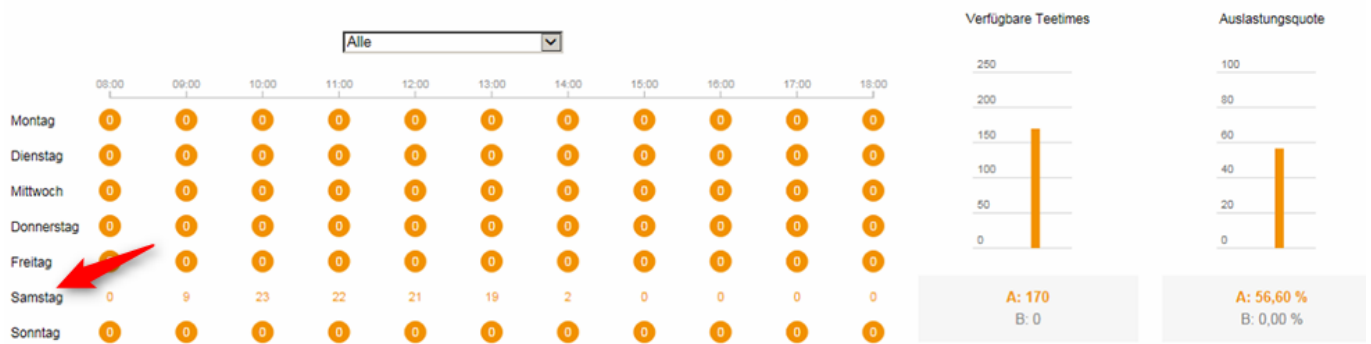 Verfügbare Teetimes
Auslastungsquote
Alle
08:00 09:00 10:00 11:00 12:00 13:00 14:00 15:00 16:00 17:00 18:00
Montag 0 0 0 0 0 0 0 0 0 0 0
Dienstag 0 0 0 0 0 0 0 0 0 0 0
Mittwoch 0 0 0 0 0 0 0 0 0 0 0
Donnerstag 0 0 0 0 0 0 0 0 0 0 0
Freitag 0 0 0 0 0 0 0 0 0 0
Samstag 0 9 23 22 21 19 2 0 0 0 0
Sonntag 0 0 0 0 0 0 0 0 0 0 0
250
200
150
100
50
0
A: 170
B: 0
100
80
60
40
20
0
A: 56,60 %
B: 0,00 %